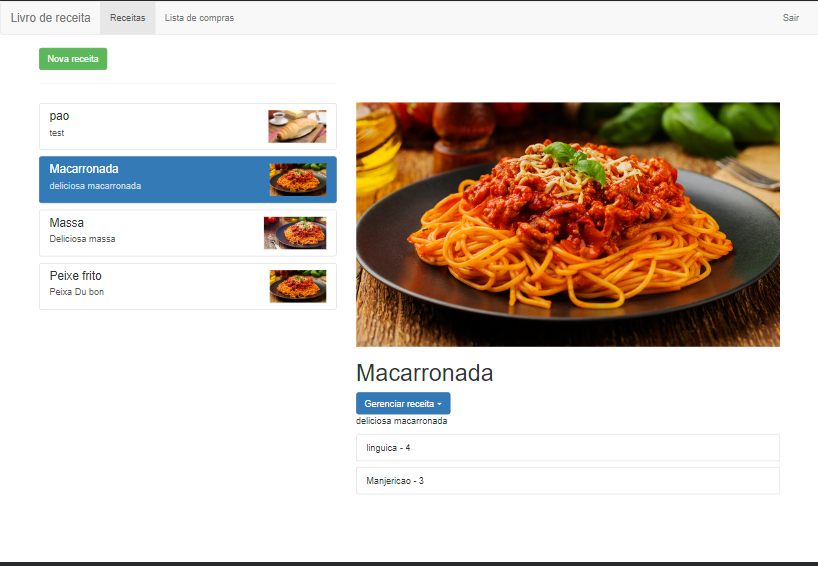 Livro de receita Receitas Lista de compras Sair
Nova receita
pao
test
Macarronada
deliciosa macarronada
Massa
Deliciosa massa
Peixe frito
Peixa Du bon
Macarronada
Gerenciar receita
deliciosa macarronada
linguica - 4
Manjericao - 3